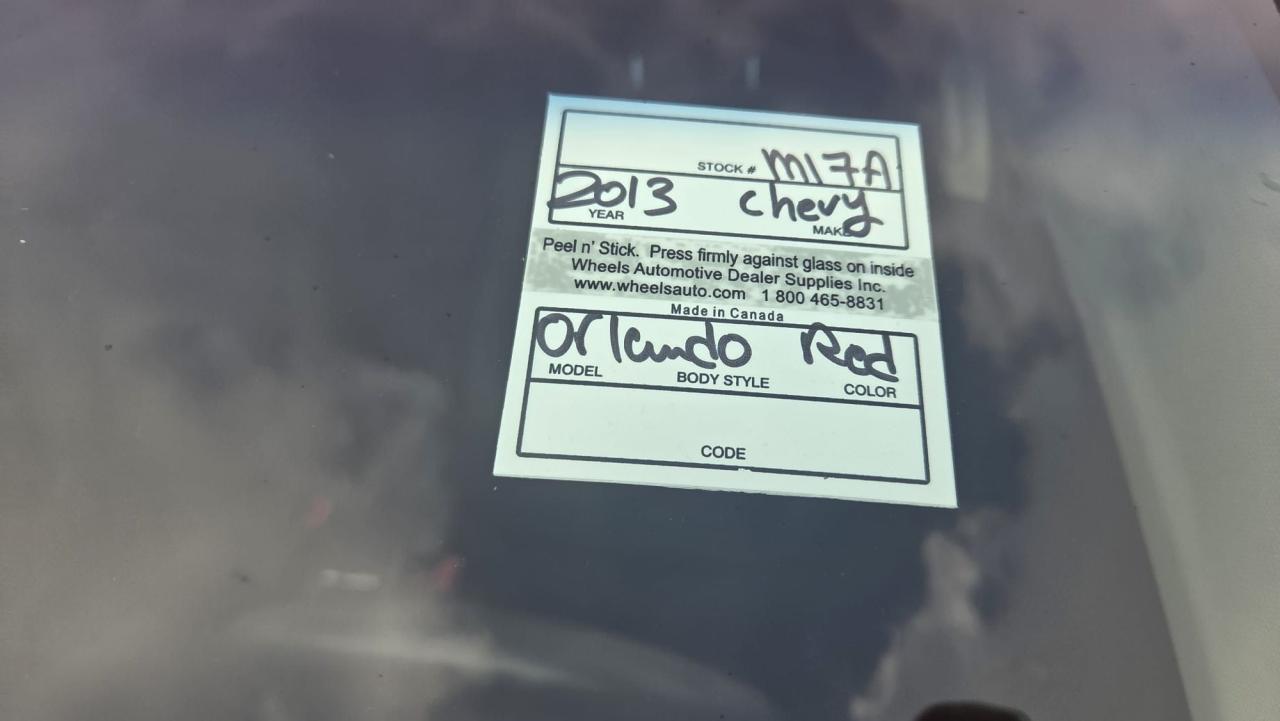 STOCK # M17A
2013 Chevy
YEAR MAKE
Peel n' Stick. Press firmly against glass on inside
Wheels Automotive Dealer Supplies Inc.
www.wheelsauto.com 1 800 465-8831
Made in Canada
Orlando Red
MODEL BODY STYLE COLOR
CODE